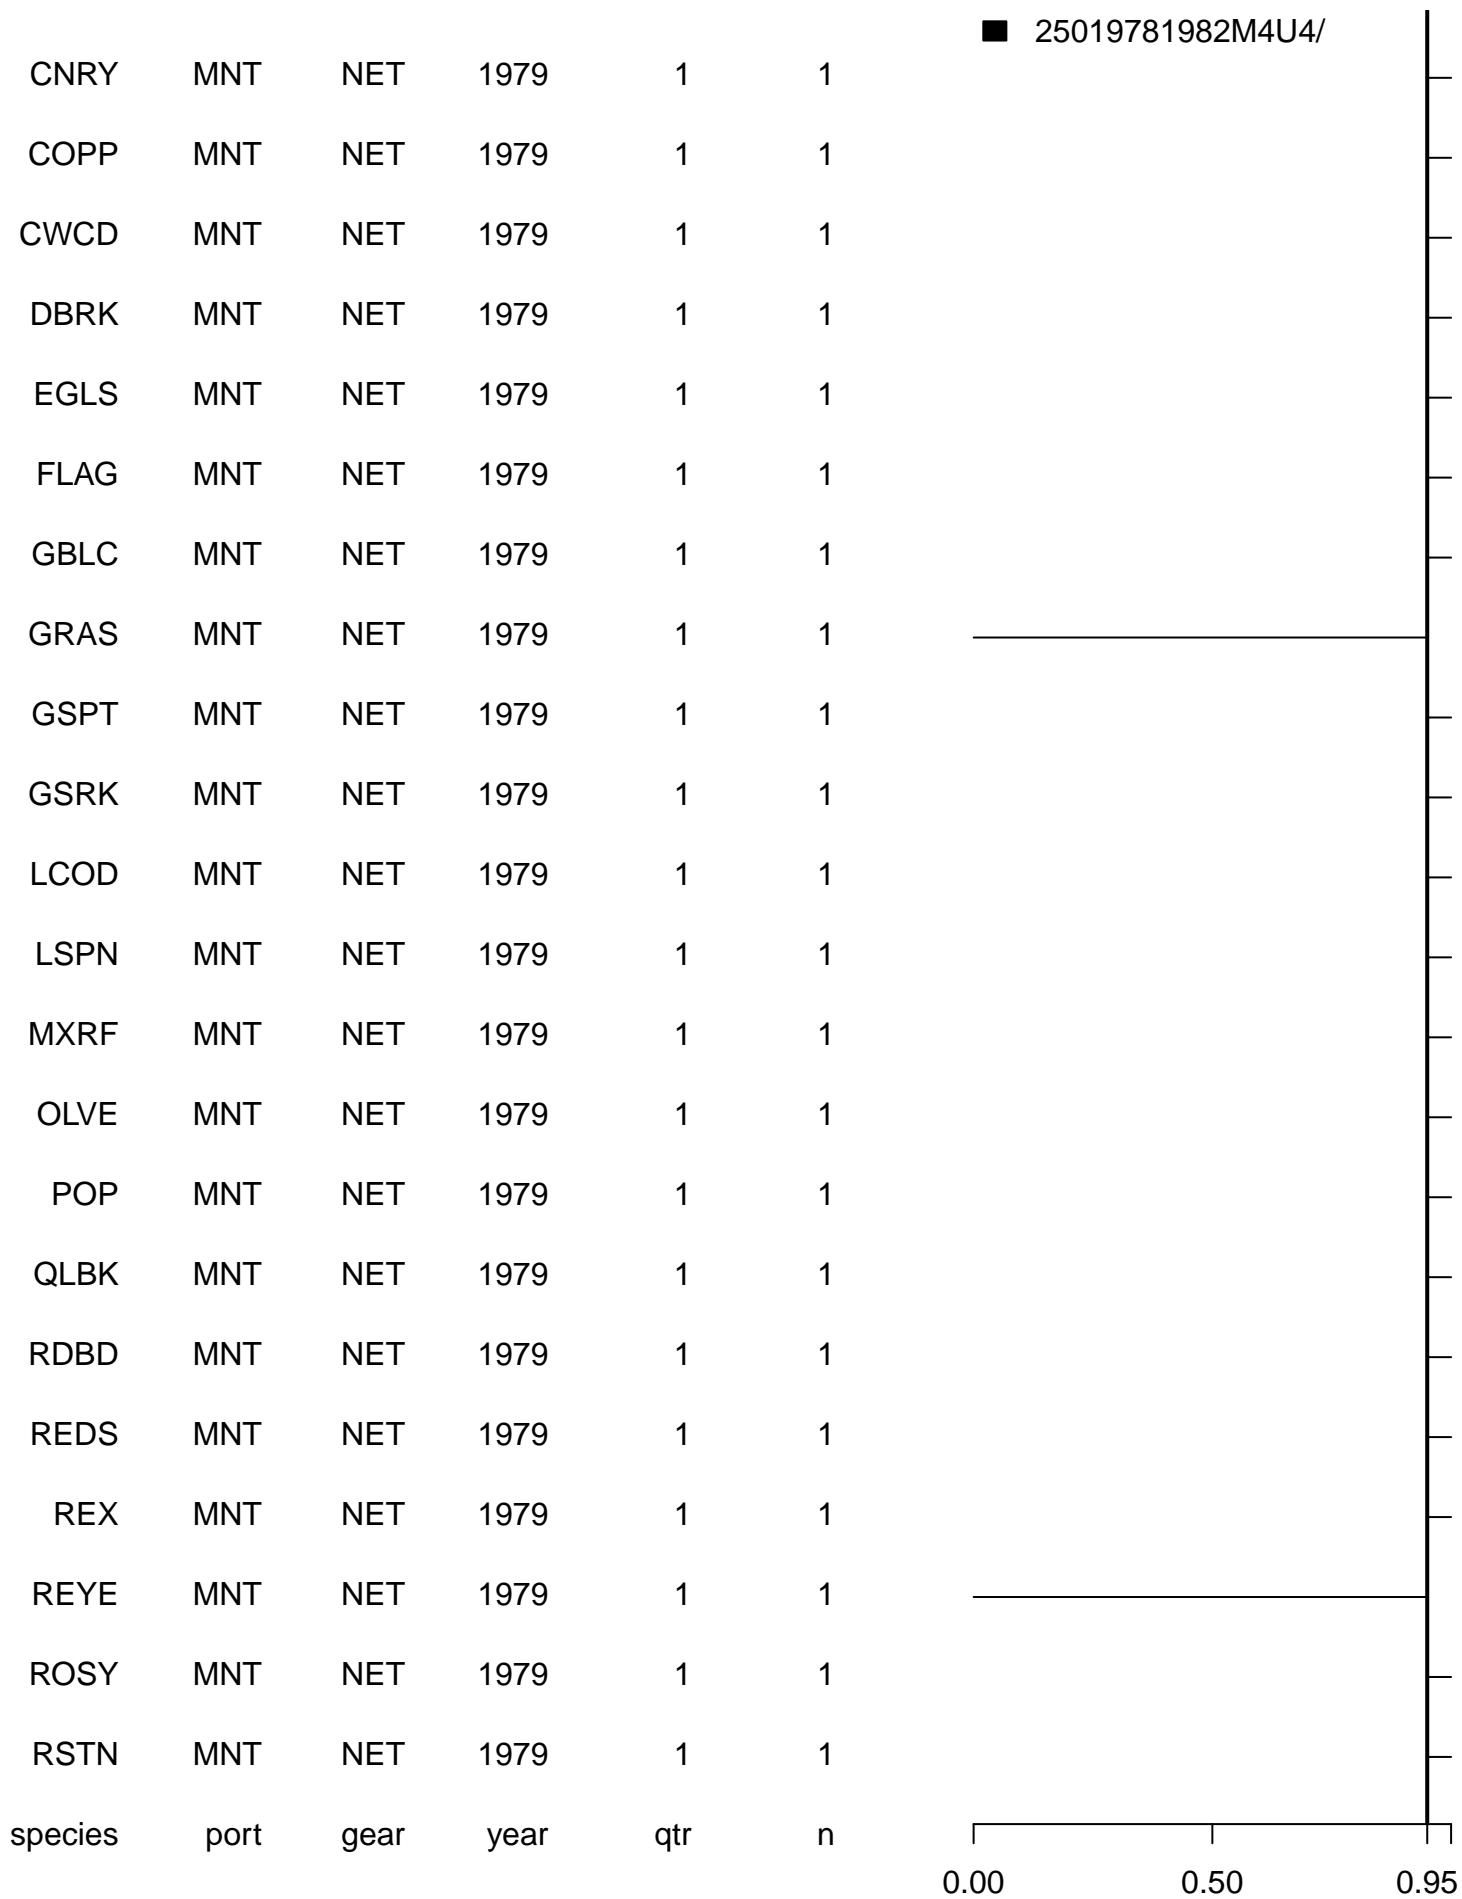 25019781982M4U4/
CNRY MNT NET 1979 1 1
COPP MNT NET 1979 1 1
CWCD MNT NET 1979 1 1
DBRK MNT NET 1979 1 1
EGLS MNT NET 1979 1 1
FLAG MNT NET 1979 1 1
GBLC MNT NET 1979 1 1
GRAS MNT NET 1979 1 1
GSPT MNT NET 1979 1 1
GSRK MNT NET 1979 1 1
LCOD MNT NET 1979 1 1
LSPN MNT NET 1979 1 1
MXRF MNT NET 1979 1 1
OLVE MNT NET 1979 1 1
POP MNT NET 1979 1 1
QLBK MNT NET 1979 1 1
RDBD MNT NET 1979 1 1
REDS MNT NET 1979 1 1
REX MNT NET 1979 1 1
REYE MNT NET 1979 1 1
ROSY MNT NET 1979 1 1
RSTN MNT NET 1979 1 1
species port gear year qtr n
0.00 0.50 0.95